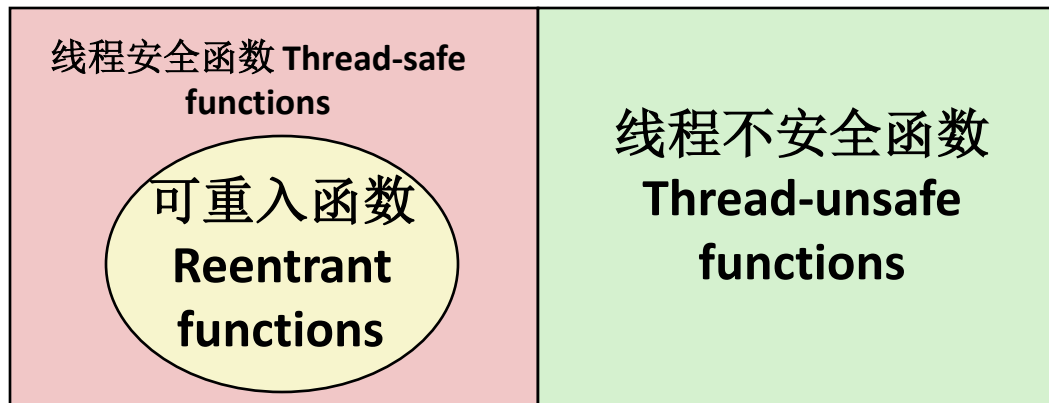 线程安全函数 Thread-safe
functions
可重入函数
Reentrant
functions
线程不安全函数
Thread-unsafe
functions